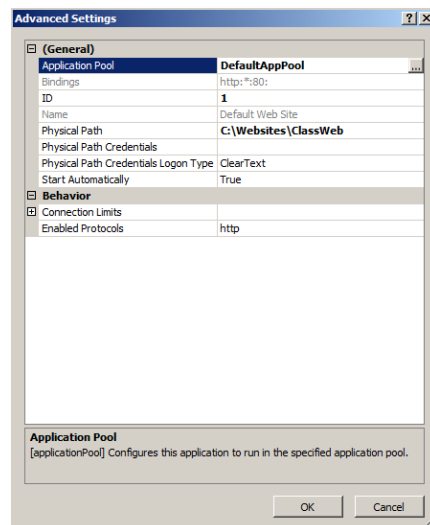 Advanced Settings
(General)
Application Pool DefaultAppPool ...
Bindings http:*:80:
ID 1
Name Default Web Site
Physical Path C:\Websites\ClassWeb
Physical Path Credentials
Physical Path Credentials Logon Type ClearText
Start Automatically True
Behavior
Connection Limits
Enabled Protocols http
Application Pool
[applicationPool] Configures this application to run in the specified application pool.
OK Cancel